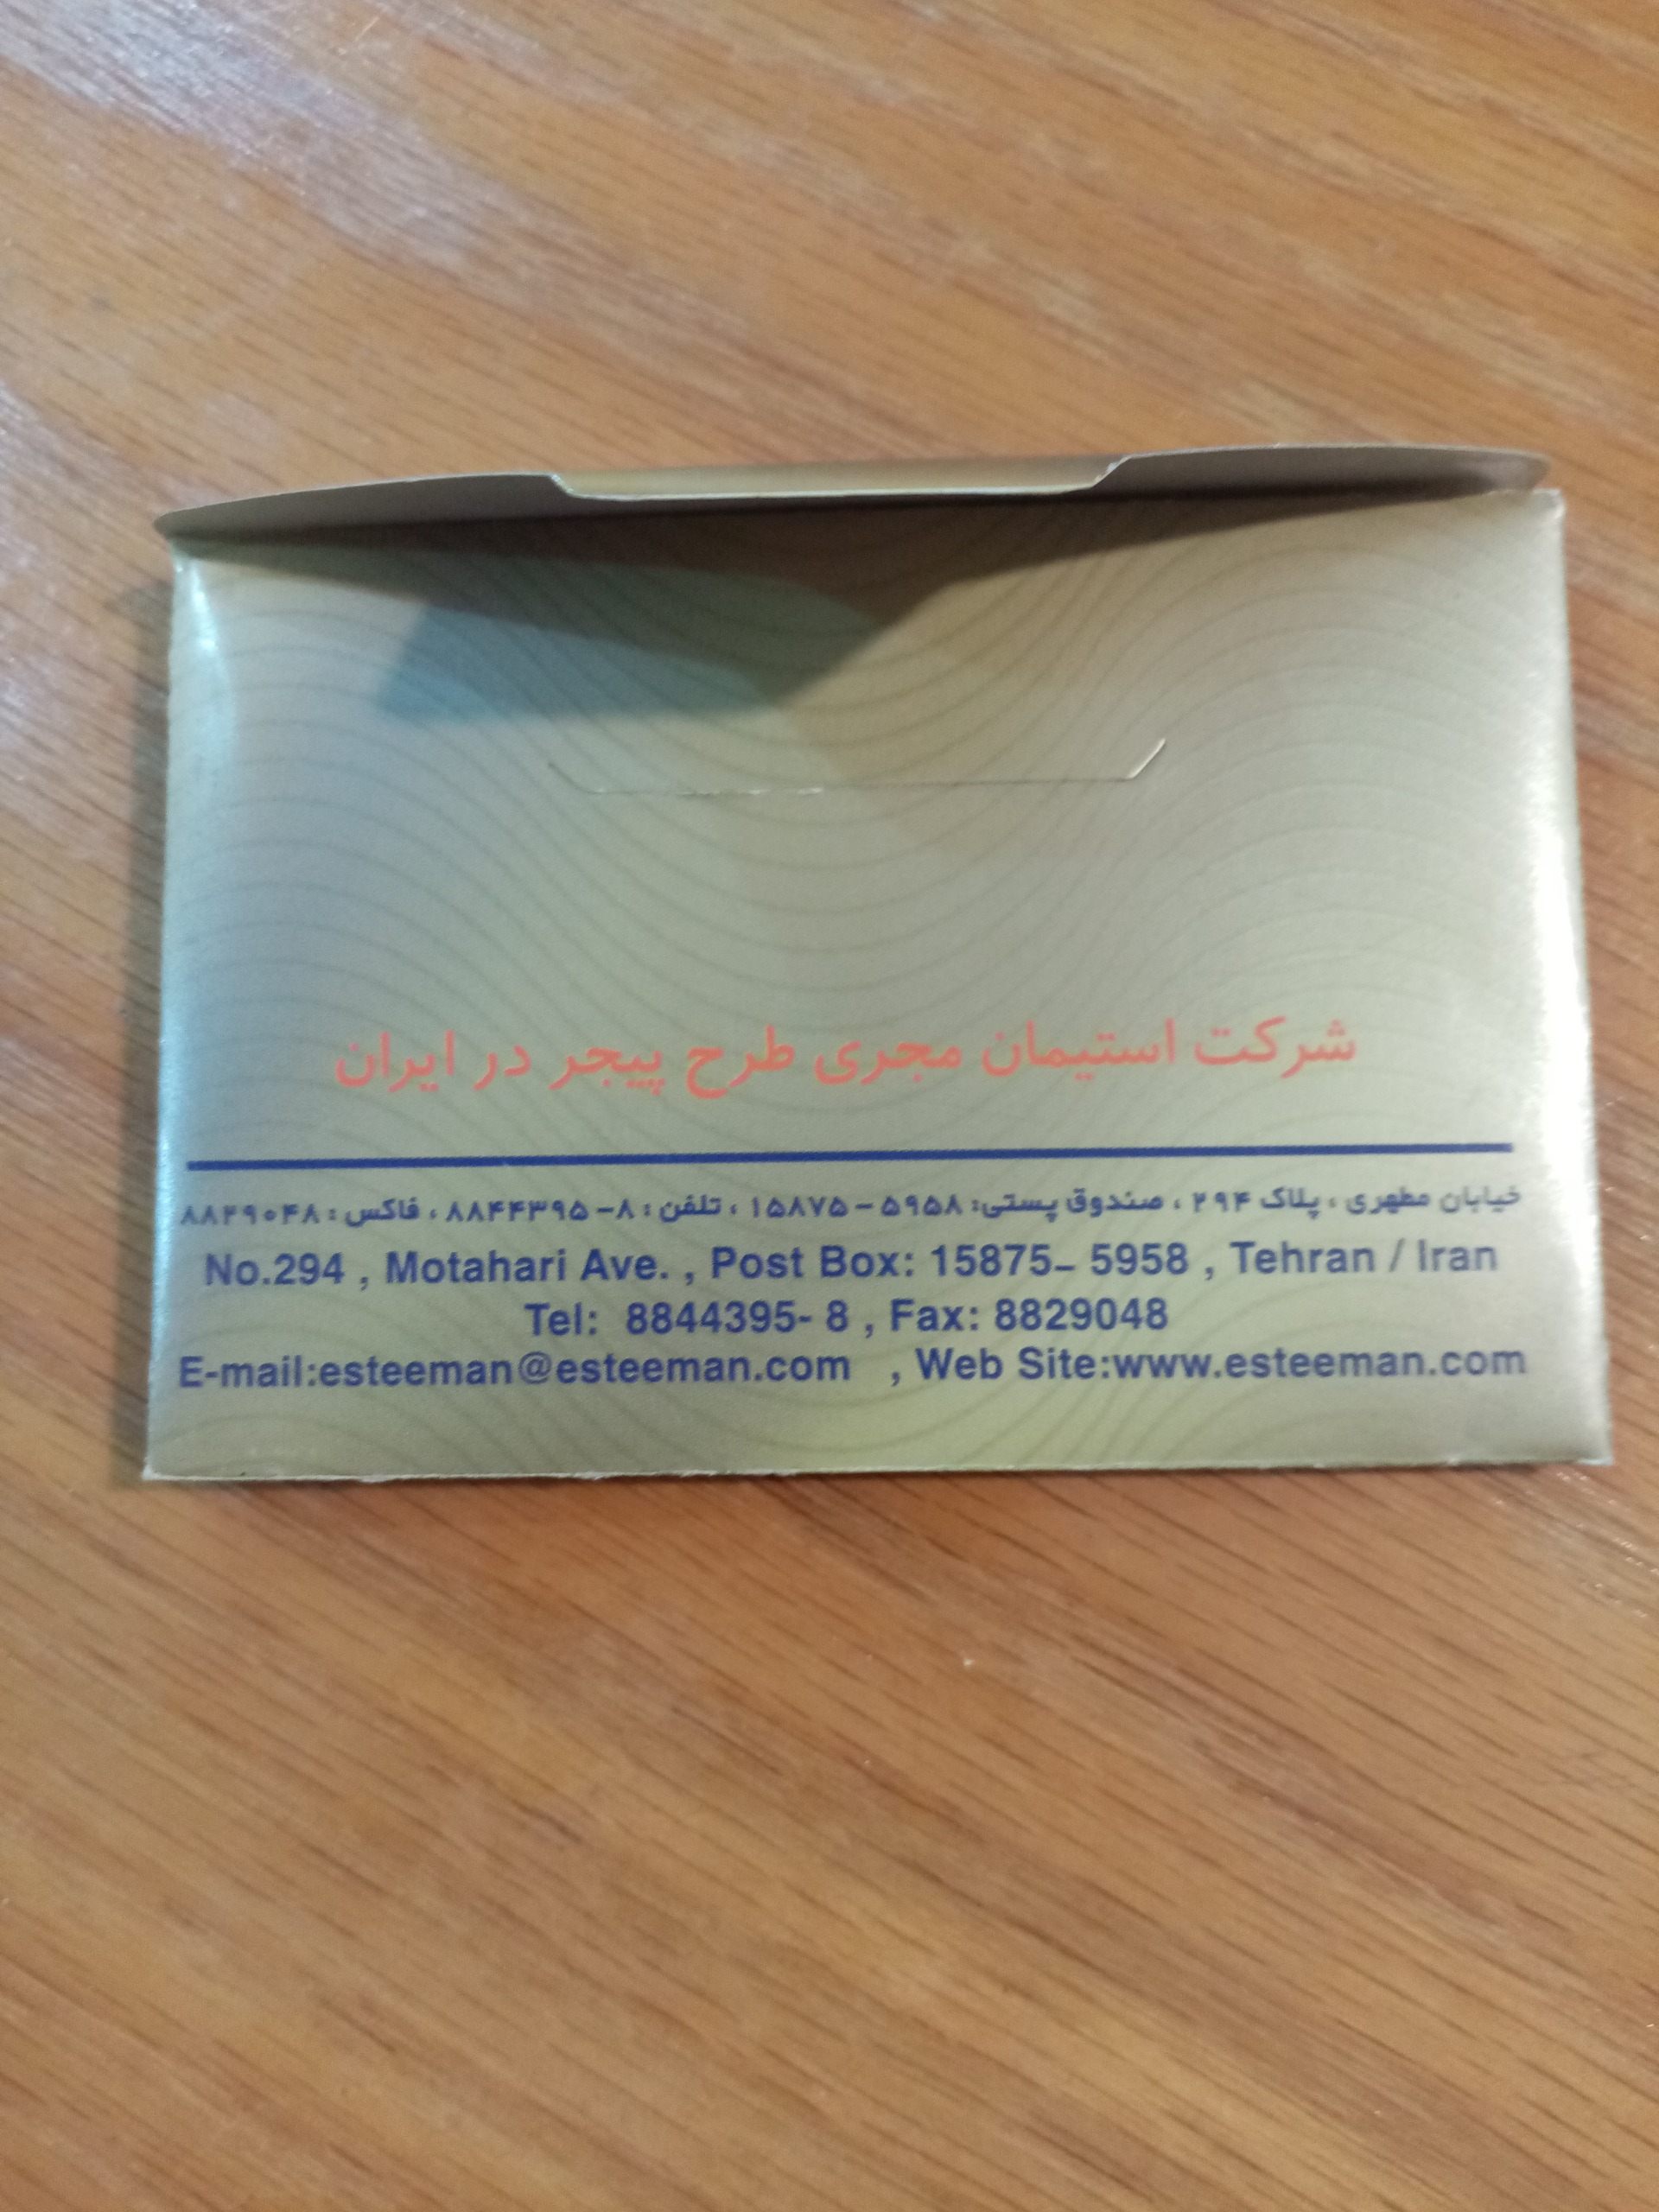 شرکت استیمان مجری طرح پیجر در ایران
خیابان مطهری ، پلاک ۲۹۴ ، صندوق پستی: ۵۹۵۸ – ۱۵۸۷۵ ، تلفن : ۸– ۸۸۴۴۳۹۵ ، فاکس : ۸۸۲۹۰۴۸
No.294 , Motahari Ave. , Post Box: 15875– 5958 , Tehran / Iran
Tel: 8844395- 8 , Fax: 8829048
E-mail:esteeman@esteeman.com , Web Site:www.esteeman.com